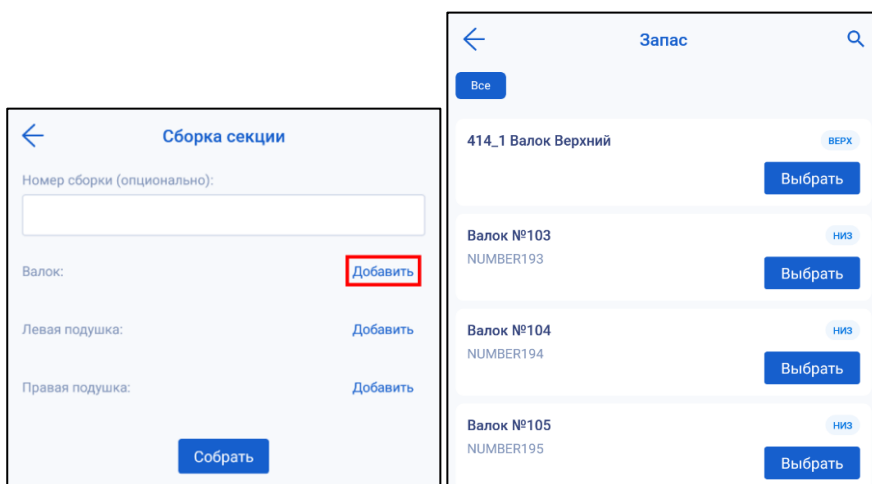 Сборка секции
Номер сборки (опционально):
Валок: Добавить
Левая подушка: Добавить
Правая подушка: Добавить
Собрать
Запас
Все
414_1 Валок Верхний ВЕРХ
Выбрать
Валок №103 НИЗ
NUMBER193
Выбрать
Валок №104 НИЗ
NUMBER194
Выбрать
Валок №105 НИЗ
NUMBER195
Выбрать